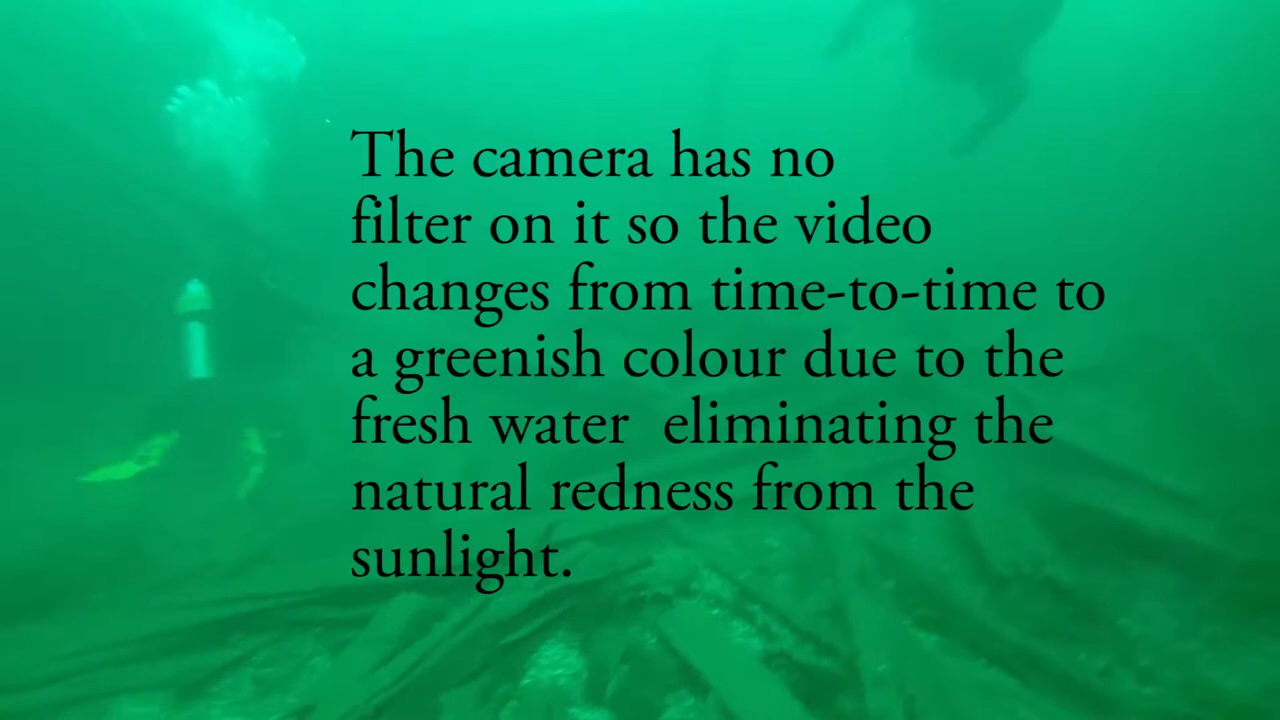 The camera has no
filter on it so the video
changes from time-to-time to
a greenish colour due to the
fresh water  eliminating the
natural redness from the
sunlight.